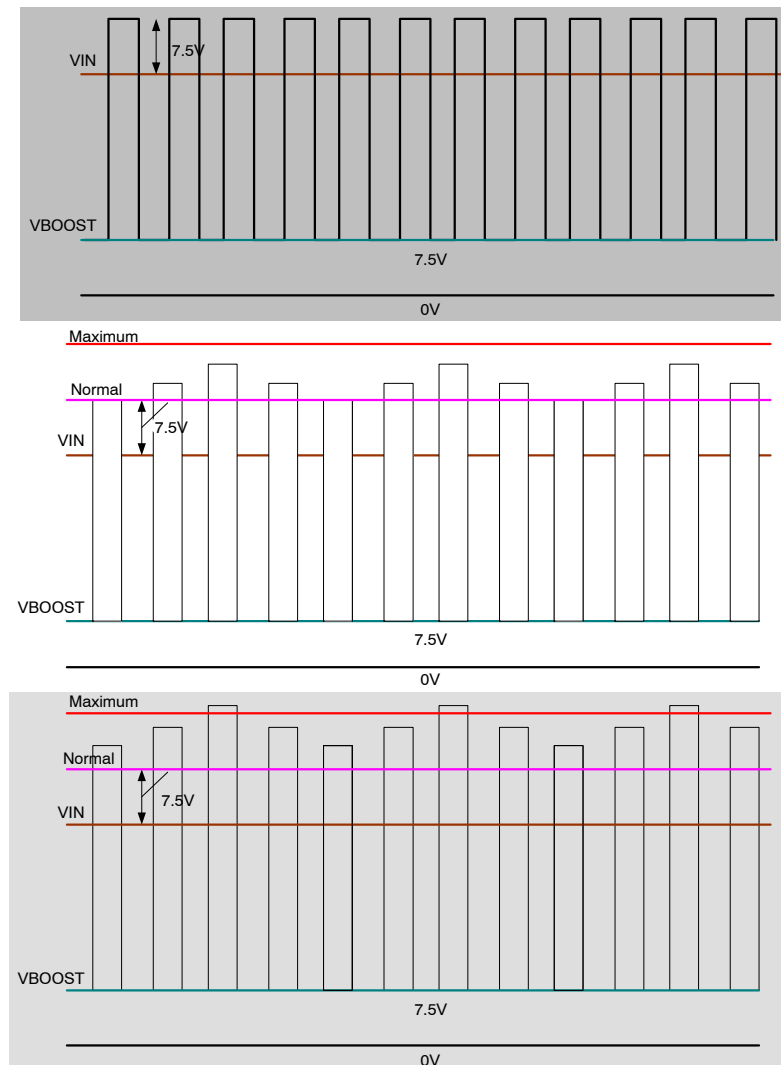 7.5V
VIN
VBOOST
7.5V
0V
Maximum
Normal
7.5V
VIN
VBOOST
7.5V
0V
Maximum
Normal
7.5V
VIN
VBOOST
7.5V
0V